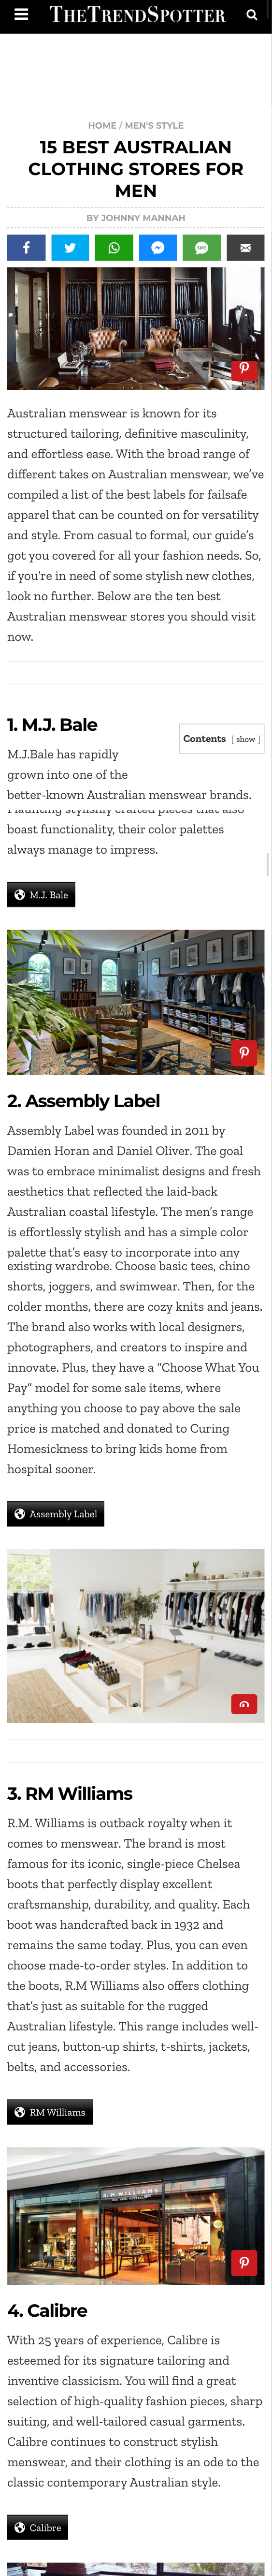 THETRENDSPOTTER
HOME / MEN'S STYLE
15 BEST AUSTRALIAN
CLOTHING STORES FOR
MEN
BY JOHNNY MANNAH
SMS
Australian menswear is known for its
structured tailoring, definitive masculinity,
and effortless ease. With the broad range of
different takes on Australian menswear, we've
compiled a list of the best labels for failsafe
apparel that can be counted on for versatility
and style. From casual to formal, our guide's
got you covered for all your fashion needs. So,
if you're in need of some stylish new clothes,
look no further. Below are the ten best
Australian menswear stores you should visit
now.
1. M.J. Bale
Contents [ show ]
M.J.Bale has rapidly
grown into one of the
better-known Australian menswear brands.
Flaunting stylishly crafted pieces that also
boast functionality, their color palettes
always manage to impress.
M.J. Bale
2. Assembly Label
Assembly Label was founded in 2011 by
Damien Horan and Daniel Oliver. The goal
was to embrace minimalist designs and fresh
aesthetics that reflected the laid-back
Australian coastal lifestyle. The men's range
is effortlessly stylish and has a simple color
palette that's easy to incorporate into any
existing wardrobe. Choose basic tees, chino
shorts, joggers, and swimwear. Then, for the
colder months, there are cozy knits and jeans.
The brand also works with local designers,
photographers, and creators to inspire and
innovate. Plus, they have a "Choose What You
Pay" model for some sale items, where
anything you choose to pay above the sale
price is matched and donated to Curing
Homesickness to bring kids home from
hospital sooner.
Assembly Label
3. RM Williams
R.M. Williams is outback royalty when it
comes to menswear. The brand is most
famous for its iconic, single-piece Chelsea
boots that perfectly display excellent
craftsmanship, durability, and quality. Each
boot was handcrafted back in 1932 and
remains the same today. Plus, you can even
choose made-to-order styles. In addition to
the boots, R.M Williams also offers clothing
that's just as suitable for the rugged
Australian lifestyle. This range includes well-
cut jeans, button-up shirts, t-shirts, jackets,
belts, and accessories.
RM Williams
R.M.WILLIAMS
4. Calibre
With 25 years of experience, Calibre is
esteemed for its signature tailoring and
inventive classicism. You will find a great
selection of high-quality fashion pieces, sharp
suiting, and well-tailored casual garments.
Calibre continues to construct stylish
menswear, and their clothing is an ode to the
classic contemporary Australian style.
Calibre